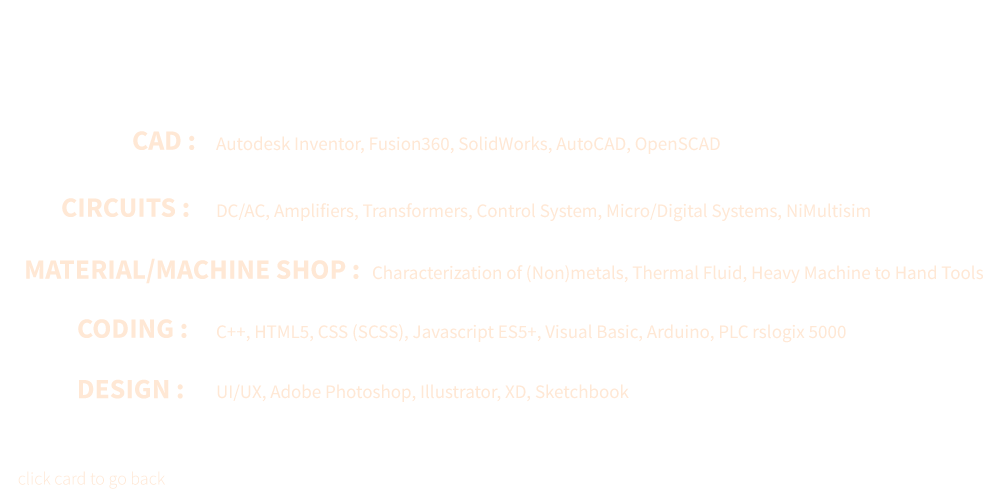 CAD : Autodesk Inventor, Fusion360, SolidWorks, AutoCAD, OpenSCAD
CIRCUITS : DC/AC, Amplifiers, Transformers, Control System, Micro/Digital Systems, NiMultisim
MATERIAL/MACHINE SHOP : Characterization of (Non)metals, Thermal Fluid, Heavy Machine to Hand Tools
CODING : C++, HTML5, CSS (SCSS), Javascript ES5+, Visual Basic, Arduino, PLC rslogix 5000
DESIGN : UI/UX, Adobe Photoshop, Illustrator, XD, Sketchbook
click card to go back